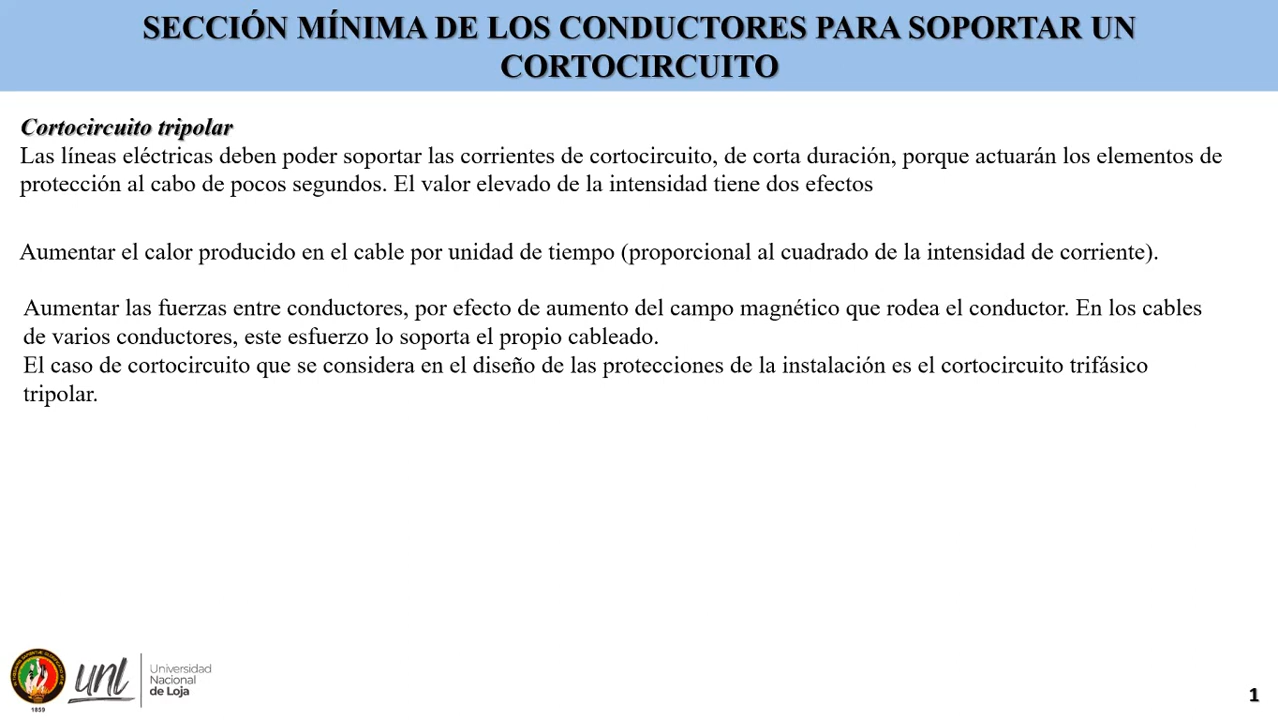 SECCIÓN MÍNIMA DE LOS CONDUCTORES PARA SOPORTAR UN
CORTOCIRCUITO
Cortocircuito tripolar
Las líneas eléctricas deben poder soportar las corrientes de cortocircuito, de corta duración, porque actuarán los elementos de
protección al cabo de pocos segundos. El valor elevado de la intensidad tiene dos efectos
Aumentar el calor producido en el cable por unidad de tiempo (proporcional al cuadrado de la intensidad de corriente).
Aumentar las fuerzas entre conductores, por efecto de aumento del campo magnético que rodea el conductor. En los cables
de varios conductores, este esfuerzo lo soporta el propio cableado.
El caso de cortocircuito que se considera en el diseño de las protecciones de la instalación es el cortocircuito trifásico
tripolar.
1859
unl
Universidad
Nacional
de Loja
1